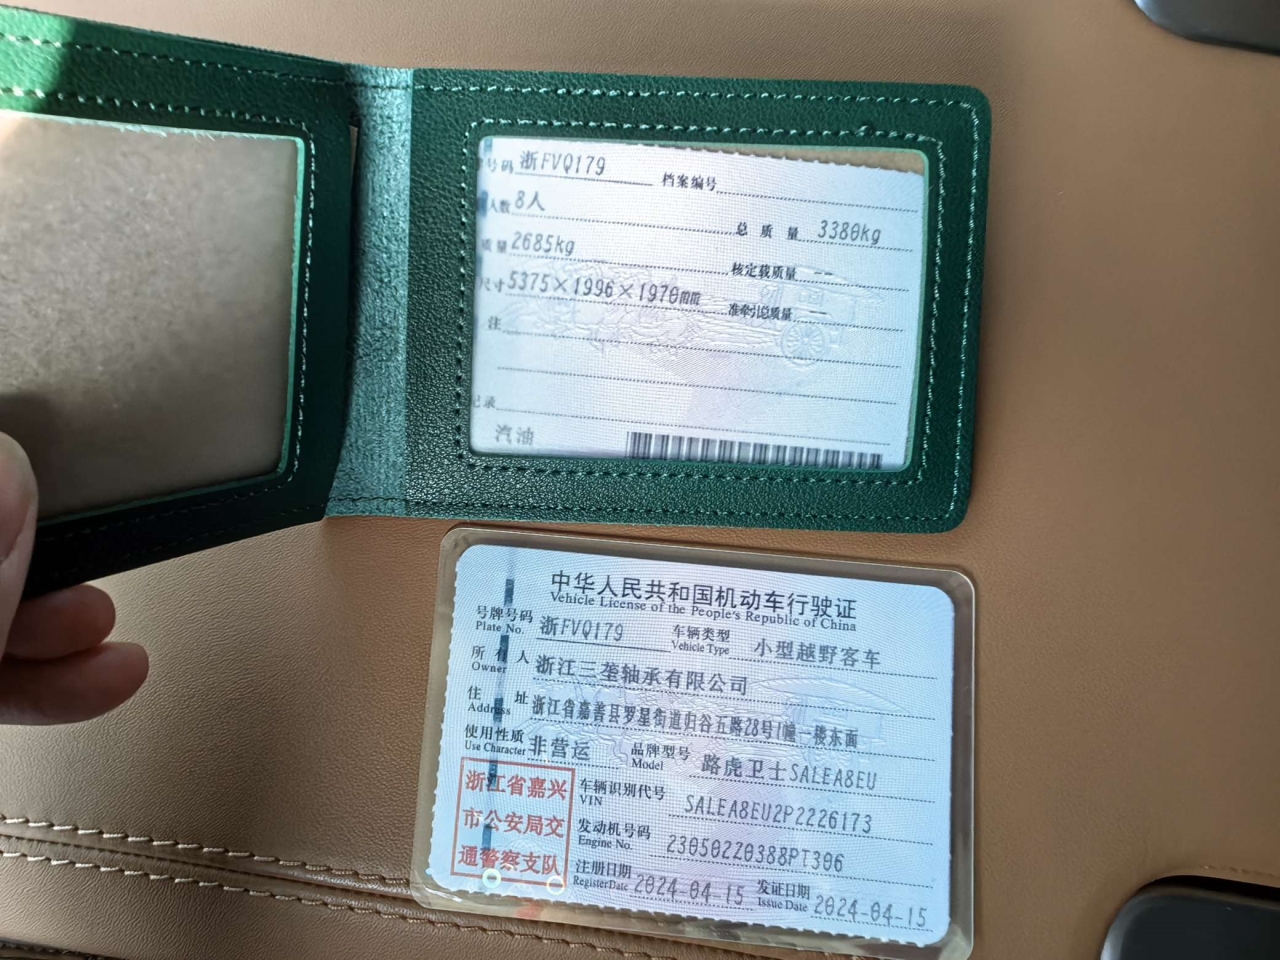 号码 浙FVQ179 档案编号
人数 8人 总质量 3380kg
质量 2685kg 核定载质量 --
尺寸 5375×1996×1970mm 准牵引总质量 --
注
记录
汽油
中华人民共和国机动车行驶证
Vehicle License of the People's Republic of China
号牌号码 浙FVQ179 车辆类型 小型越野客车
Plate No. Vehicle Type
所有人 浙江三垄轴承有限公司
Owner
住址 浙江省嘉善县罗星街道归谷五路28号1幢一楼东面
Address
使用性质 非营运 品牌型号 路虎卫士SALEA8EU
Use Character Model
浙江省嘉兴
市公安局交
通警察支队
车辆识别代号 SALEA8EU2P2226173
VIN
发动机号码 23050220388PT306
Engine No.
注册日期 2024-04-15 发证日期 2024-04-15
Register Date Issue Date